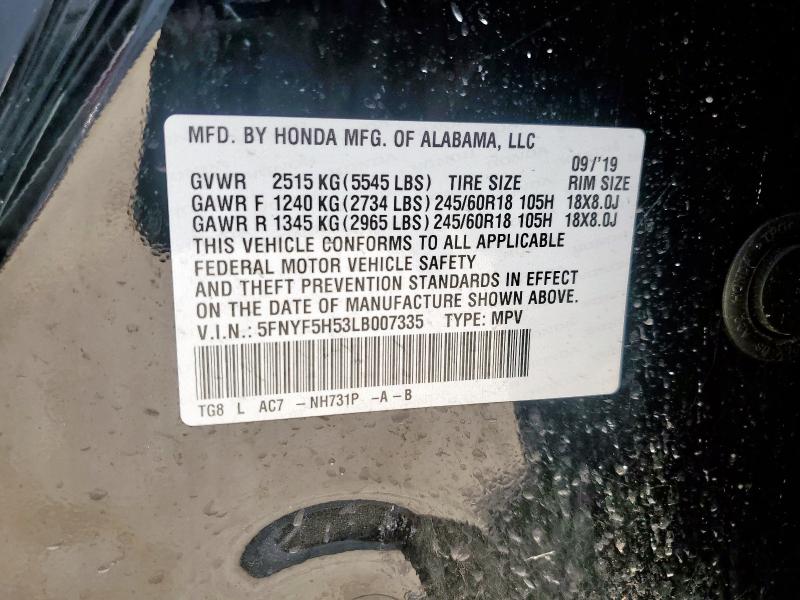 MFD. BY HONDA MFG. OF ALABAMA, LLC
09/'19
GVWR 2515 KG (5545 LBS) TIRE SIZE RIM SIZE
GAWR F 1240 KG (2734 LBS) 245/60R18 105H 18X8.0J
GAWR R 1345 KG (2965 LBS) 245/60R18 105H 18X8.0J
THIS VEHICLE CONFORMS TO ALL APPLICABLE
FEDERAL MOTOR VEHICLE SAFETY
AND THEFT PREVENTION STANDARDS IN EFFECT
ON THE DATE OF MANUFACTURE SHOWN ABOVE.
V.I.N.: 5FNYF5H53LB007335 TYPE: MPV
TG8 L AC7 -NH731P -A-B